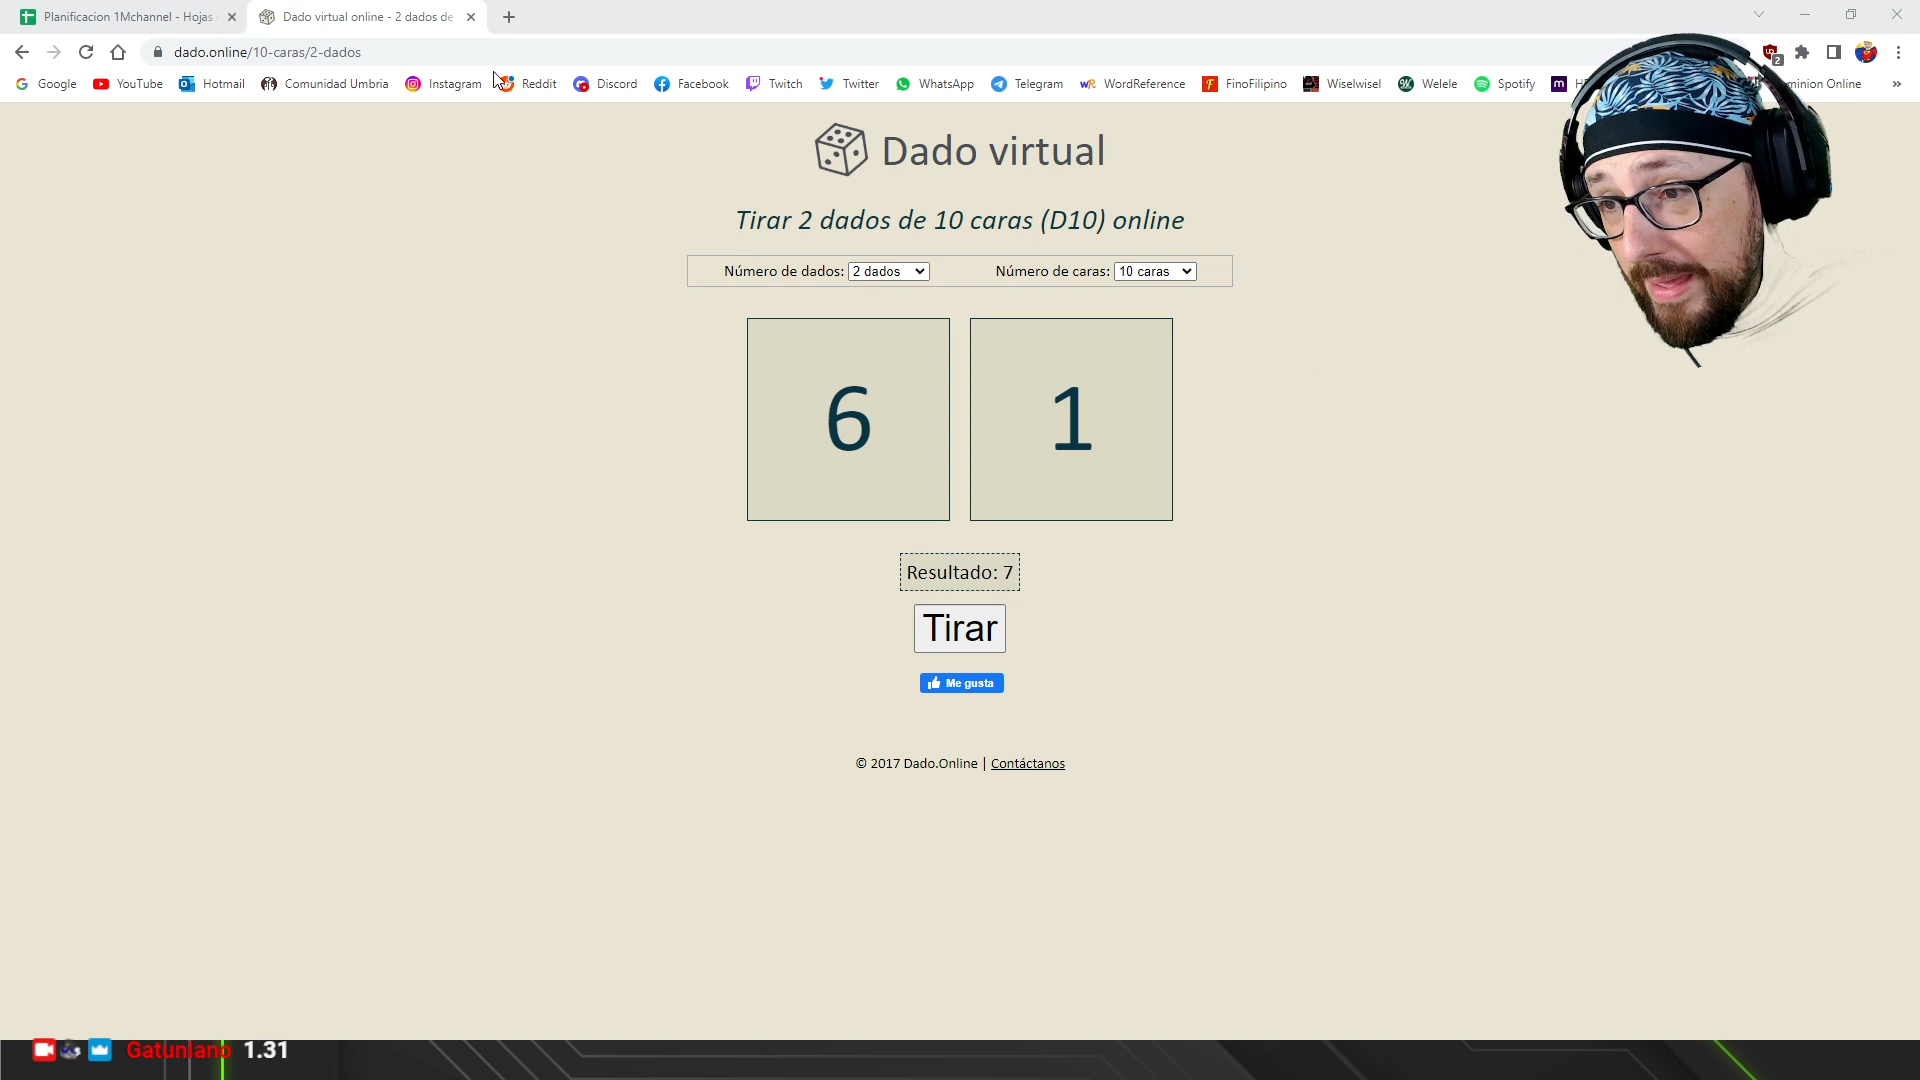 Planificacion 1Mchannel - Hojas
Dado virtual online - 2 dados de
dado.online/10-caras/2-dados
2
Google YouTube Hotmail Comunidad Umbria Instagram Reddit Discord Facebook Twitch Twitter WhatsApp Telegram WordReference FinoFilipino Wiselwisel Welele Spotify Online
Dado virtual
Tirar 2 dados de 10 caras (D10) online
Número de dados: 2 dados Número de caras: 10 caras
6 1
Resultado: 7
Tirar
Me gusta
© 2017 Dado.Online | Contáctanos
Gatunlano 1.31